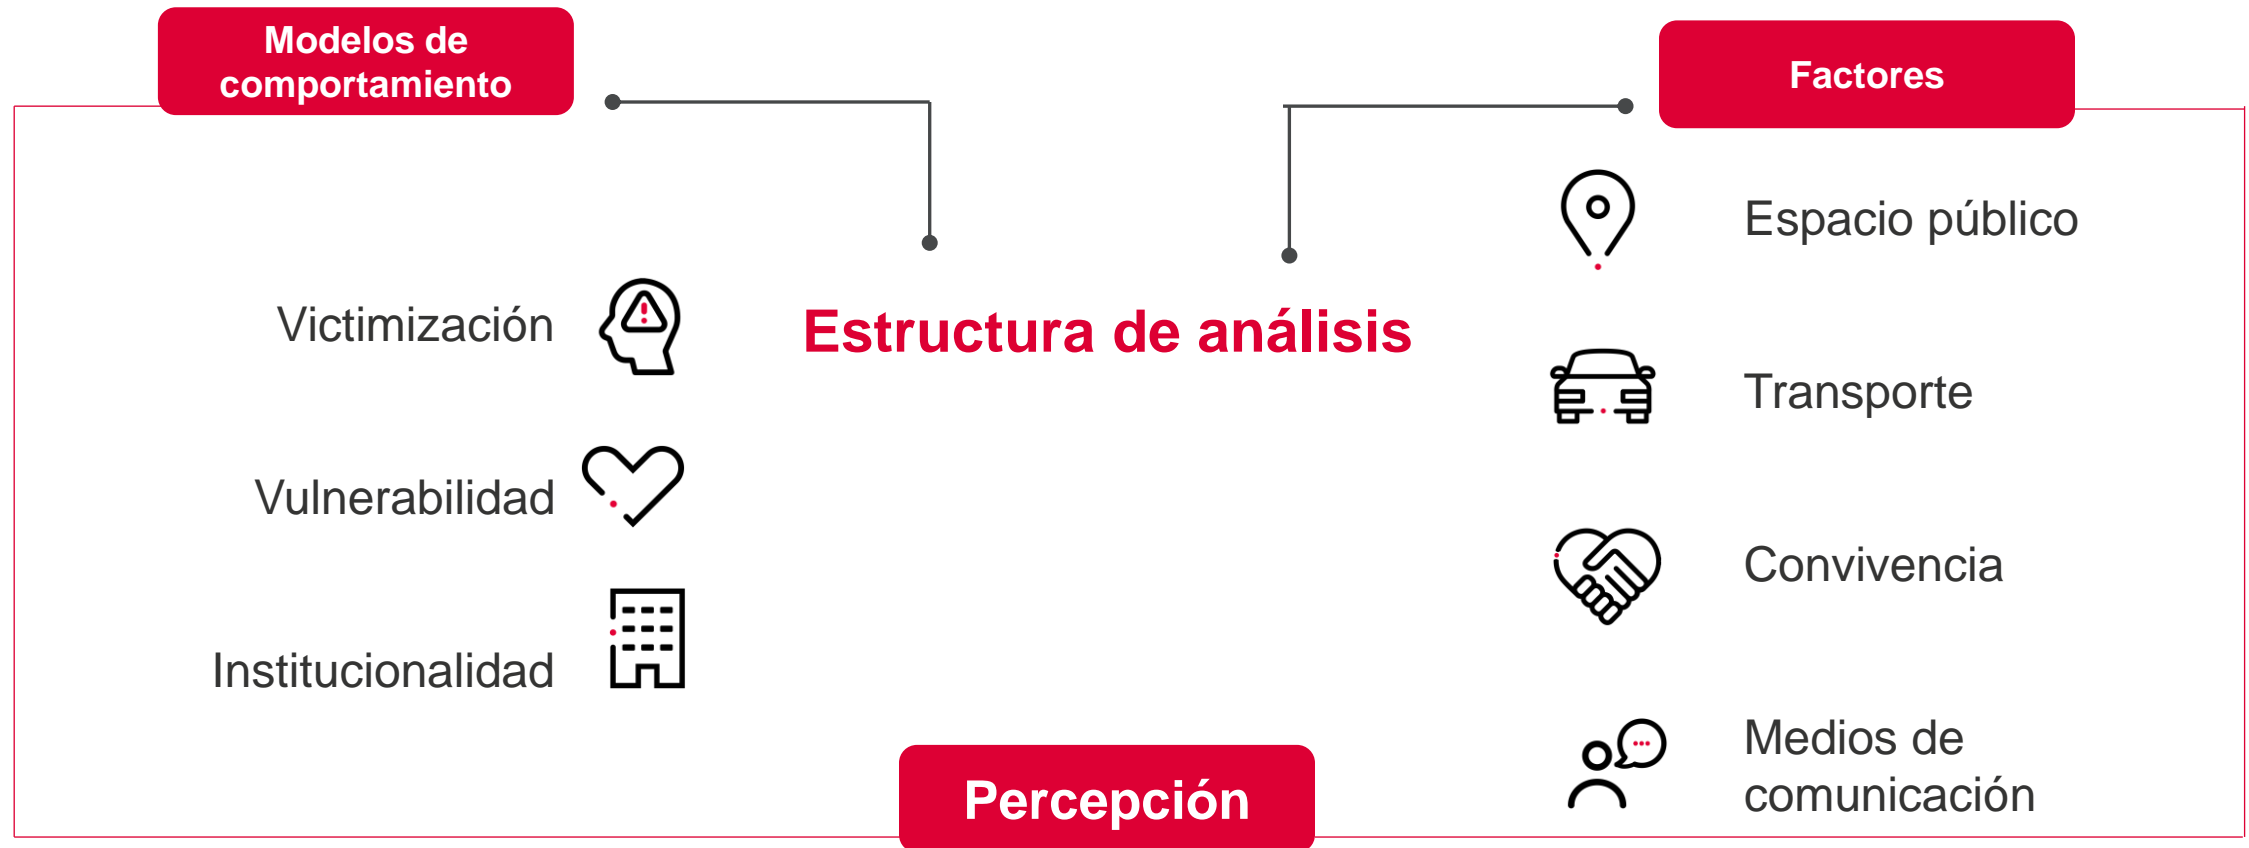 Modelos de
comportamiento
Factores
Espacio público
Victimización
Estructura de análisis
Transporte
Vulnerabilidad
Convivencia
Institucionalidad
Medios de
comunicación
Percepción